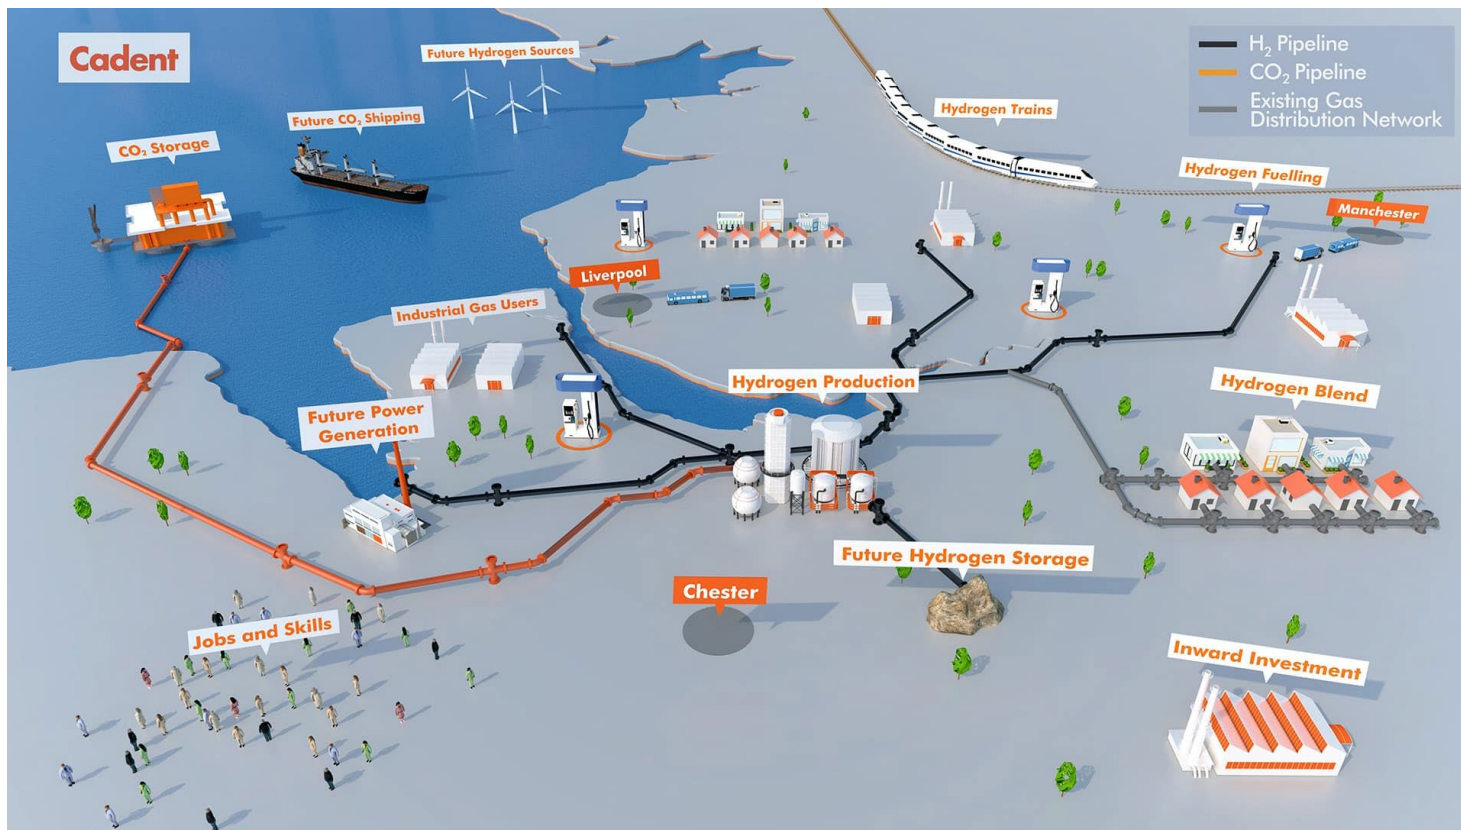 Cadent
Future Hydrogen Sources
H₂ Pipeline
CO₂ Pipeline
Existing Gas
Distribution Network
Future CO₂ Shipping
Hydrogen Trains
CO₂ Storage
Hydrogen Fuelling
Manchester
Liverpool
Industrial Gas Users
Hydrogen Production
Hydrogen Blend
Future Power
Generation
Future Hydrogen Storage
Chester
Jobs and Skills
Inward Investment